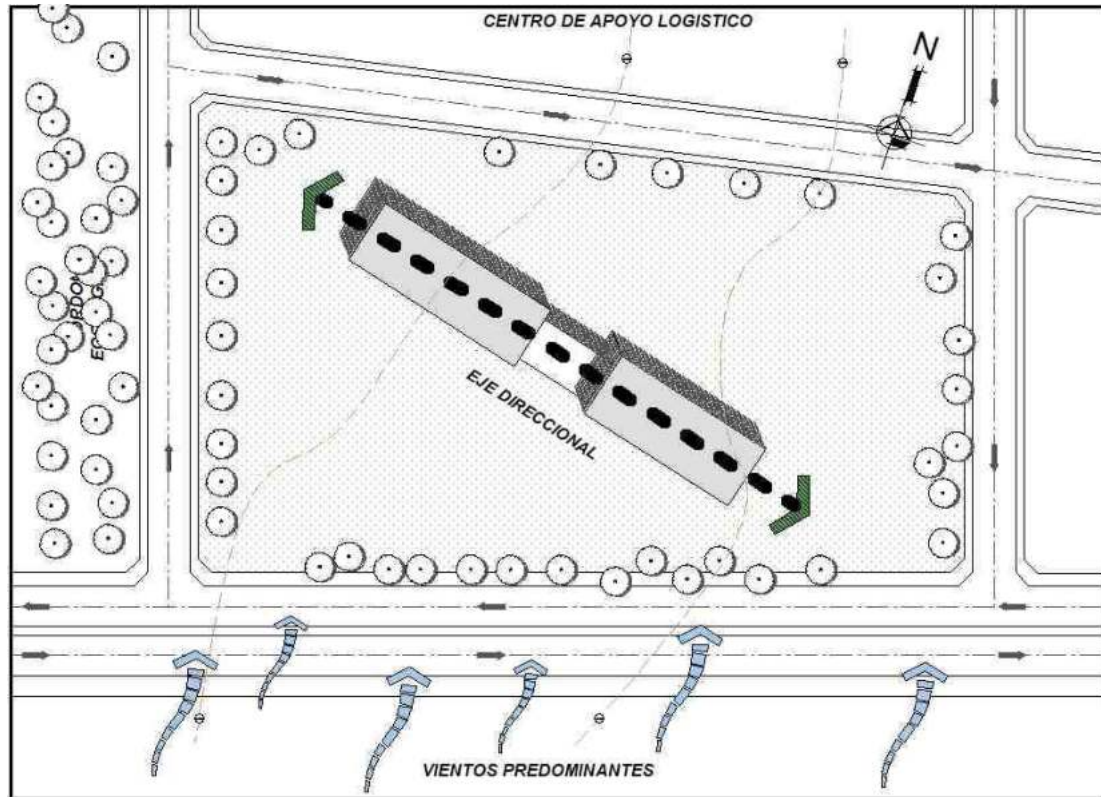 CENTRO DE APOYO LOGISTICO
N
EJE DIRECCIONAL
VIENTOS PREDOMINANTES